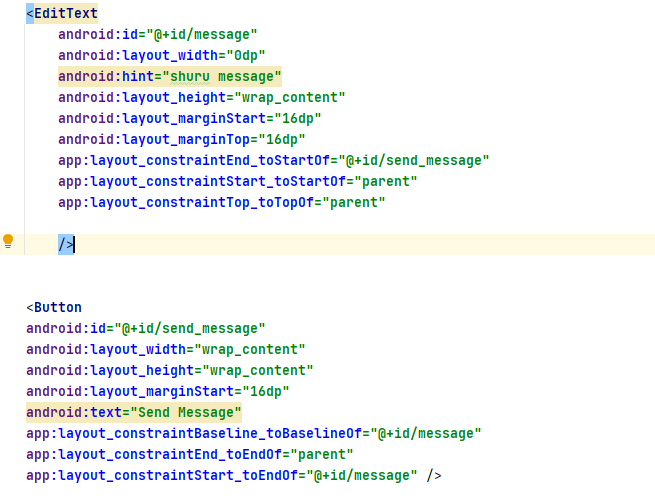 <EditText
android:id="@+id/message"
android:layout_width="0dp"
android:hint="shuru message"
android:layout_height="wrap_content"
android:layout_marginStart="16dp"
android:layout_marginTop="16dp"
app:layout_constraintEnd_toStartOf="@+id/send_message"
app:layout_constraintStart_toStartOf="parent"
app:layout_constraintTop_toTopOf="parent"
/>
<Button
android:id="@+id/send_message"
android:layout_width="wrap_content"
android:layout_height="wrap_content"
android:layout_marginStart="16dp"
android:text="Send Message"
app:layout_constraintBaseline_toBaselineOf="@+id/message"
app:layout_constraintEnd_toEndOf="parent"
app:layout_constraintStart_toEndOf="@+id/message" />